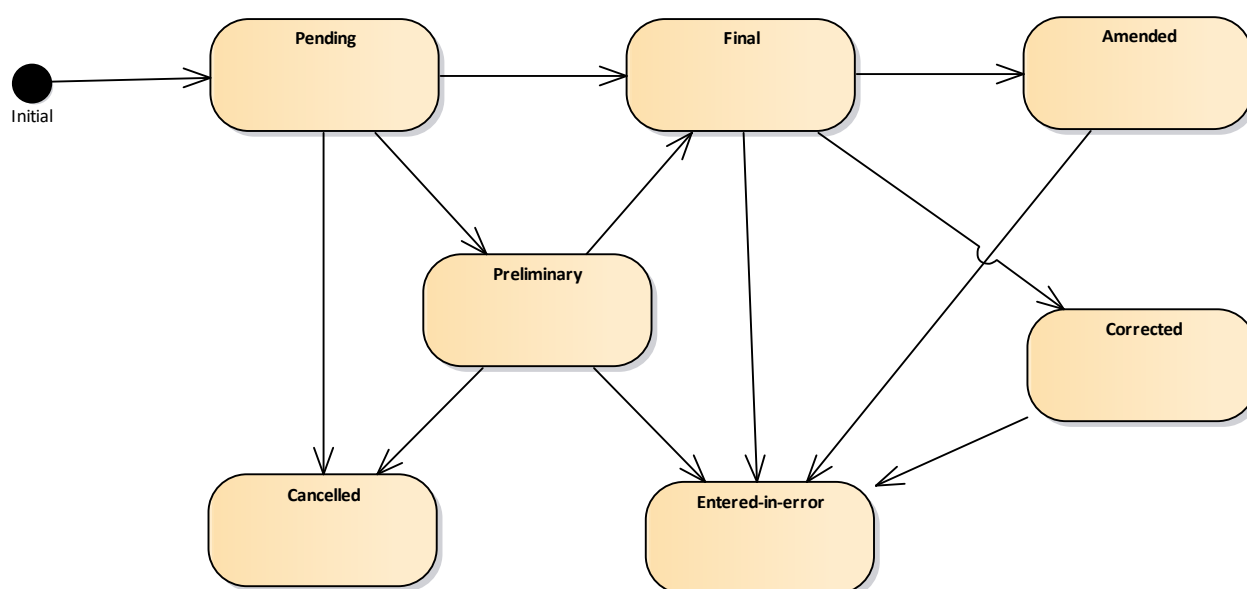 Pending
Final
Amended
Initial
Preliminary
Corrected
Cancelled
Entered-in-error